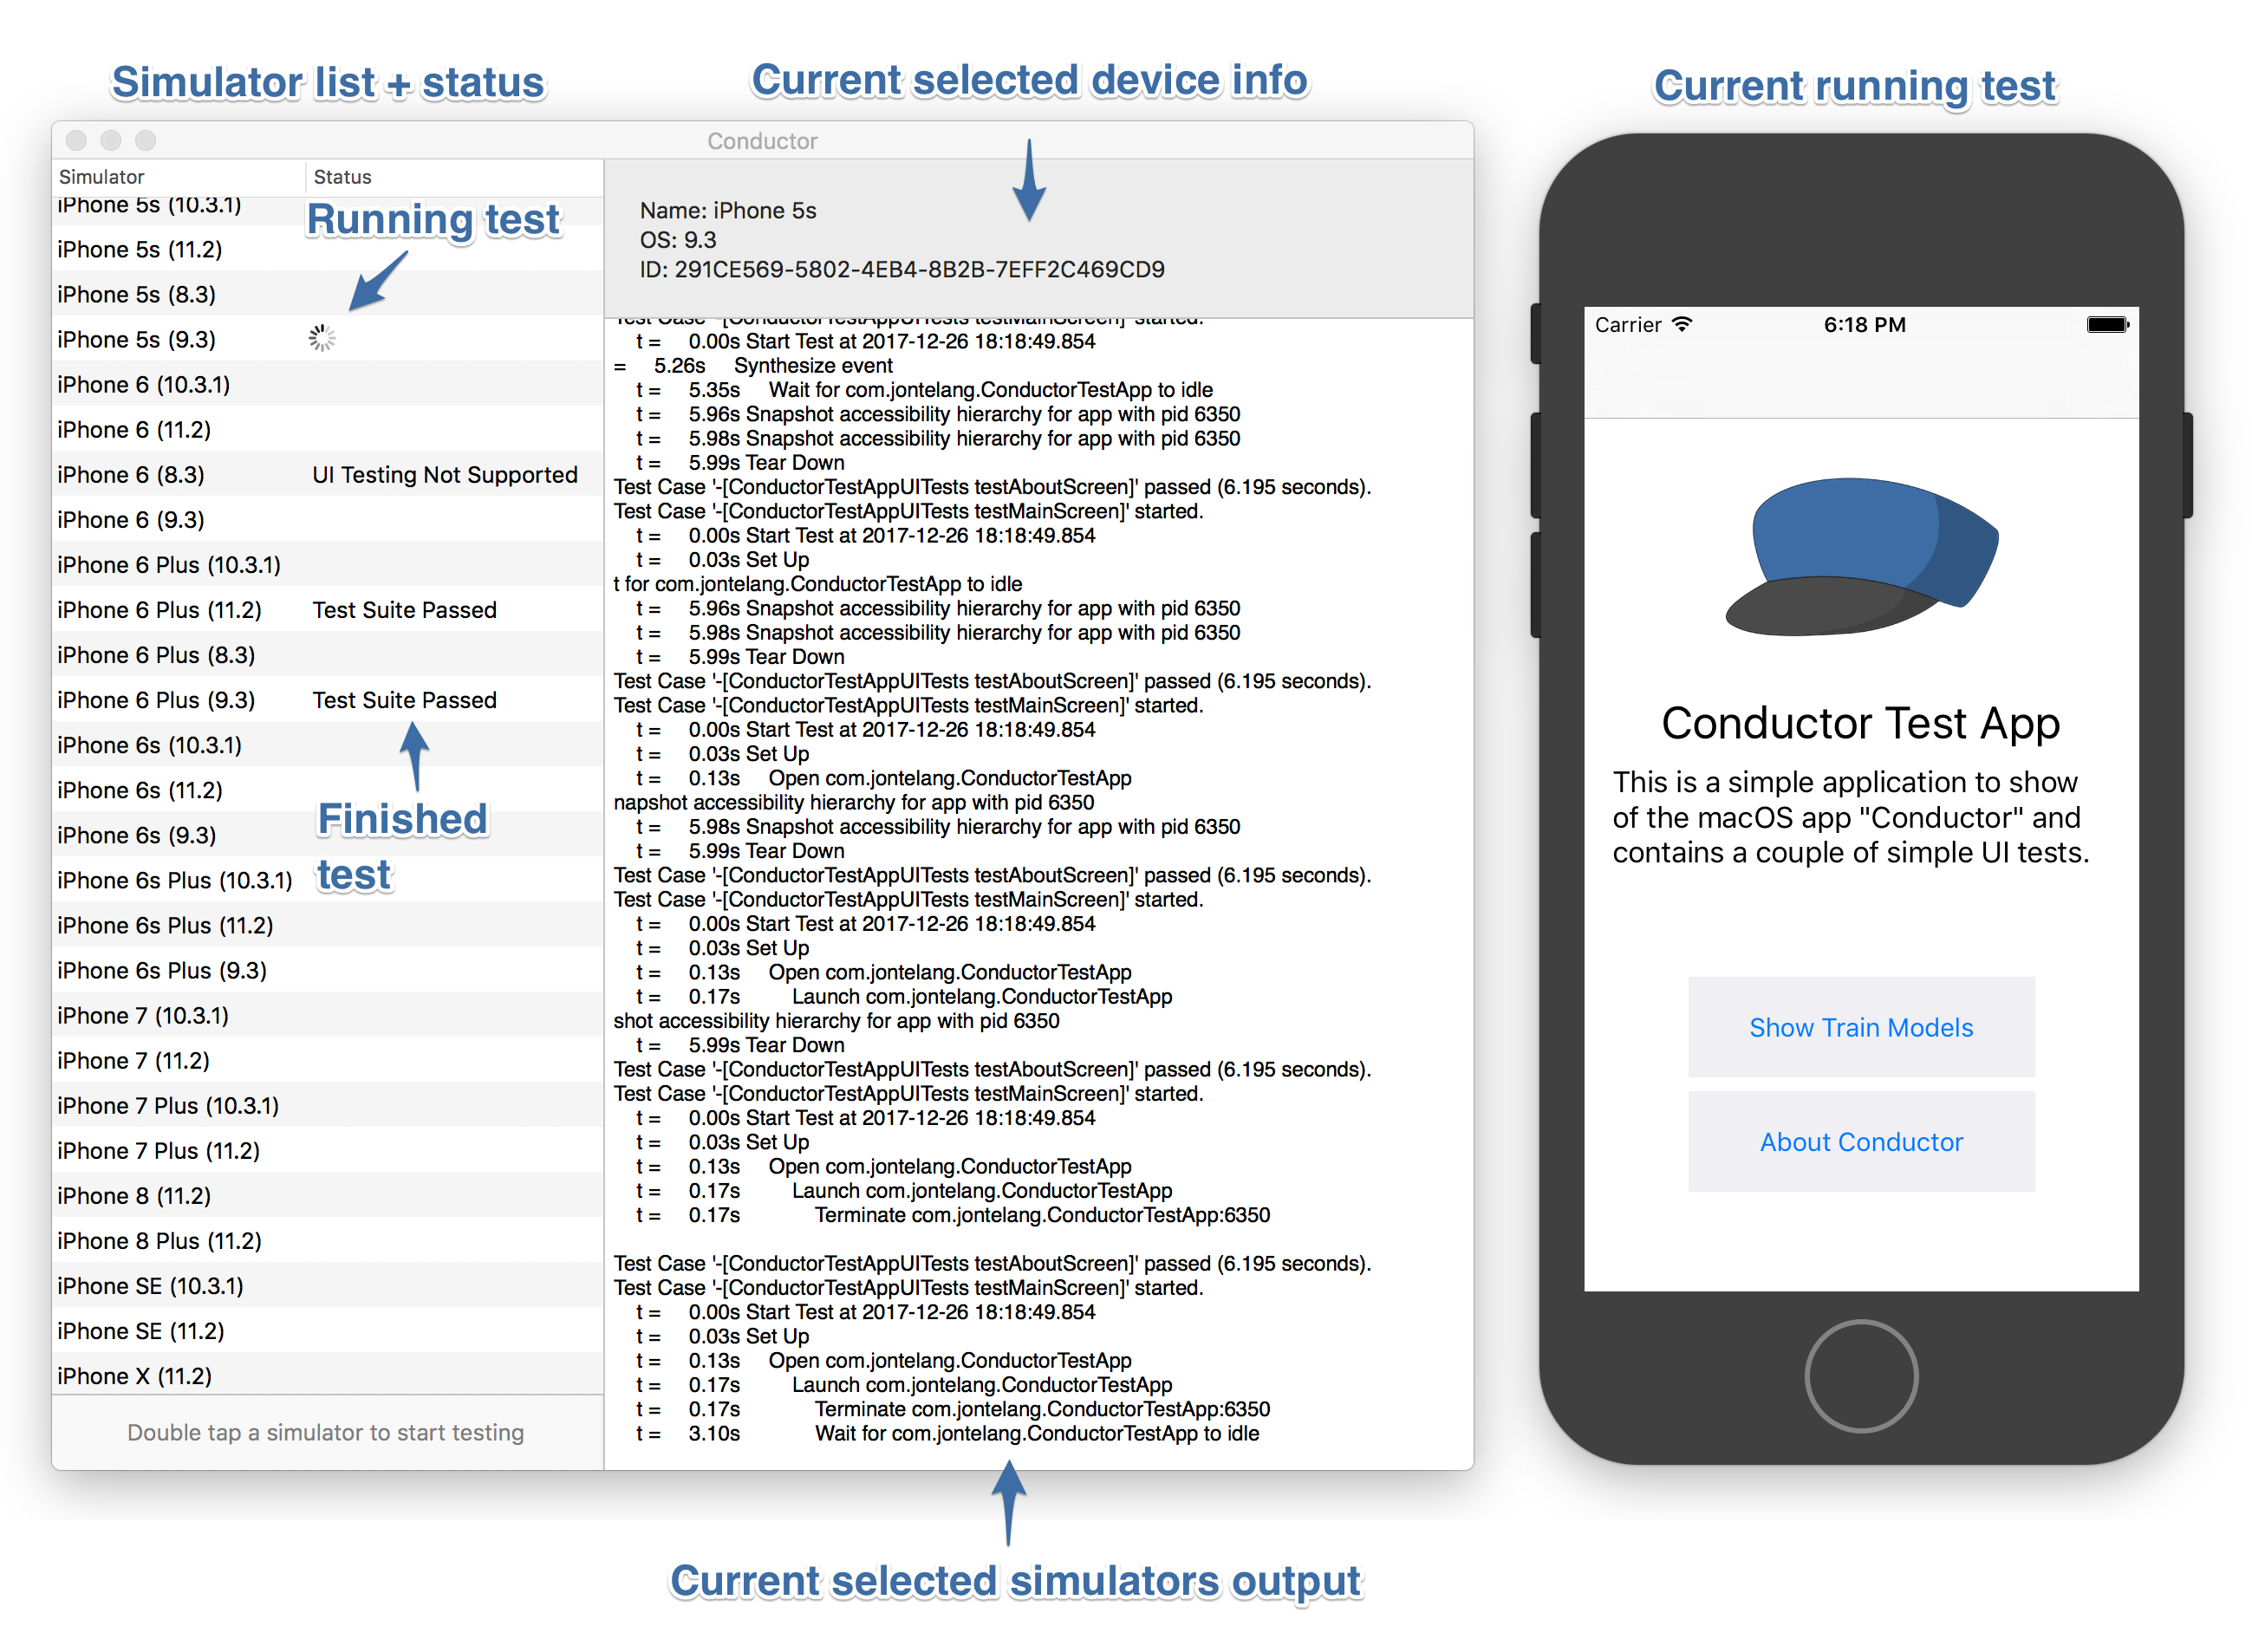 Simulator list + status
Current selected device info
Current running test
Conductor
Simulator
Status
iPhone 5s (10.3.1)
Running test
iPhone 5s (11.2)
iPhone 5s (8.3)
iPhone 5s (9.3)
iPhone 6 (10.3.1)
iPhone 6 (11.2)
iPhone 6 (8.3) UI Testing Not Supported
iPhone 6 (9.3)
iPhone 6 Plus (10.3.1)
iPhone 6 Plus (11.2) Test Suite Passed
iPhone 6 Plus (8.3)
iPhone 6 Plus (9.3) Test Suite Passed
iPhone 6s (10.3.1)
iPhone 6s (11.2)
Finished
iPhone 6s (9.3)
test
iPhone 6s Plus (10.3.1)
iPhone 6s Plus (11.2)
iPhone 6s Plus (9.3)
iPhone 7 (10.3.1)
iPhone 7 (11.2)
iPhone 7 Plus (10.3.1)
iPhone 7 Plus (11.2)
iPhone 8 (11.2)
iPhone 8 Plus (11.2)
iPhone SE (10.3.1)
iPhone SE (11.2)
iPhone X (11.2)
Double tap a simulator to start testing
Name: iPhone 5s
OS: 9.3
ID: 291CE569-5802-4EB4-8B2B-7EFF2C469CD9
Test Case '-[ConductorTestAppUITests testMainScreen]' started.
t = 0.00s Start Test at 2017-12-26 18:18:49.854
= 5.26s Synthesize event
t = 5.35s Wait for com.jontelang.ConductorTestApp to idle
t = 5.96s Snapshot accessibility hierarchy for app with pid 6350
t = 5.98s Snapshot accessibility hierarchy for app with pid 6350
t = 5.99s Tear Down
Test Case '-[ConductorTestAppUITests testAboutScreen]' passed (6.195 seconds).
Test Case '-[ConductorTestAppUITests testMainScreen]' started.
t = 0.00s Start Test at 2017-12-26 18:18:49.854
t = 0.03s Set Up
t for com.jontelang.ConductorTestApp to idle
t = 5.96s Snapshot accessibility hierarchy for app with pid 6350
t = 5.98s Snapshot accessibility hierarchy for app with pid 6350
t = 5.99s Tear Down
Test Case '-[ConductorTestAppUITests testAboutScreen]' passed (6.195 seconds).
Test Case '-[ConductorTestAppUITests testMainScreen]' started.
t = 0.00s Start Test at 2017-12-26 18:18:49.854
t = 0.03s Set Up
t = 0.13s Open com.jontelang.ConductorTestApp
napshot accessibility hierarchy for app with pid 6350
t = 5.98s Snapshot accessibility hierarchy for app with pid 6350
t = 5.99s Tear Down
Test Case '-[ConductorTestAppUITests testAboutScreen]' passed (6.195 seconds).
Test Case '-[ConductorTestAppUITests testMainScreen]' started.
t = 0.00s Start Test at 2017-12-26 18:18:49.854
t = 0.03s Set Up
t = 0.13s Open com.jontelang.ConductorTestApp
t = 0.17s Launch com.jontelang.ConductorTestApp
shot accessibility hierarchy for app with pid 6350
t = 5.99s Tear Down
Test Case '-[ConductorTestAppUITests testAboutScreen]' passed (6.195 seconds).
Test Case '-[ConductorTestAppUITests testMainScreen]' started.
t = 0.00s Start Test at 2017-12-26 18:18:49.854
t = 0.03s Set Up
t = 0.13s Open com.jontelang.ConductorTestApp
t = 0.17s Launch com.jontelang.ConductorTestApp
t = 0.17s Terminate com.jontelang.ConductorTestApp:6350
Test Case '-[ConductorTestAppUITests testAboutScreen]' passed (6.195 seconds).
Test Case '-[ConductorTestAppUITests testMainScreen]' started.
t = 0.00s Start Test at 2017-12-26 18:18:49.854
t = 0.03s Set Up
t = 0.13s Open com.jontelang.ConductorTestApp
t = 0.17s Launch com.jontelang.ConductorTestApp
t = 0.17s Terminate com.jontelang.ConductorTestApp:6350
t = 3.10s Wait for com.jontelang.ConductorTestApp to idle
Current selected simulators output
Carrier 6:18 PM
Conductor Test App
This is a simple application to show
of the macOS app "Conductor" and
contains a couple of simple UI tests.
Show Train Models
About Conductor